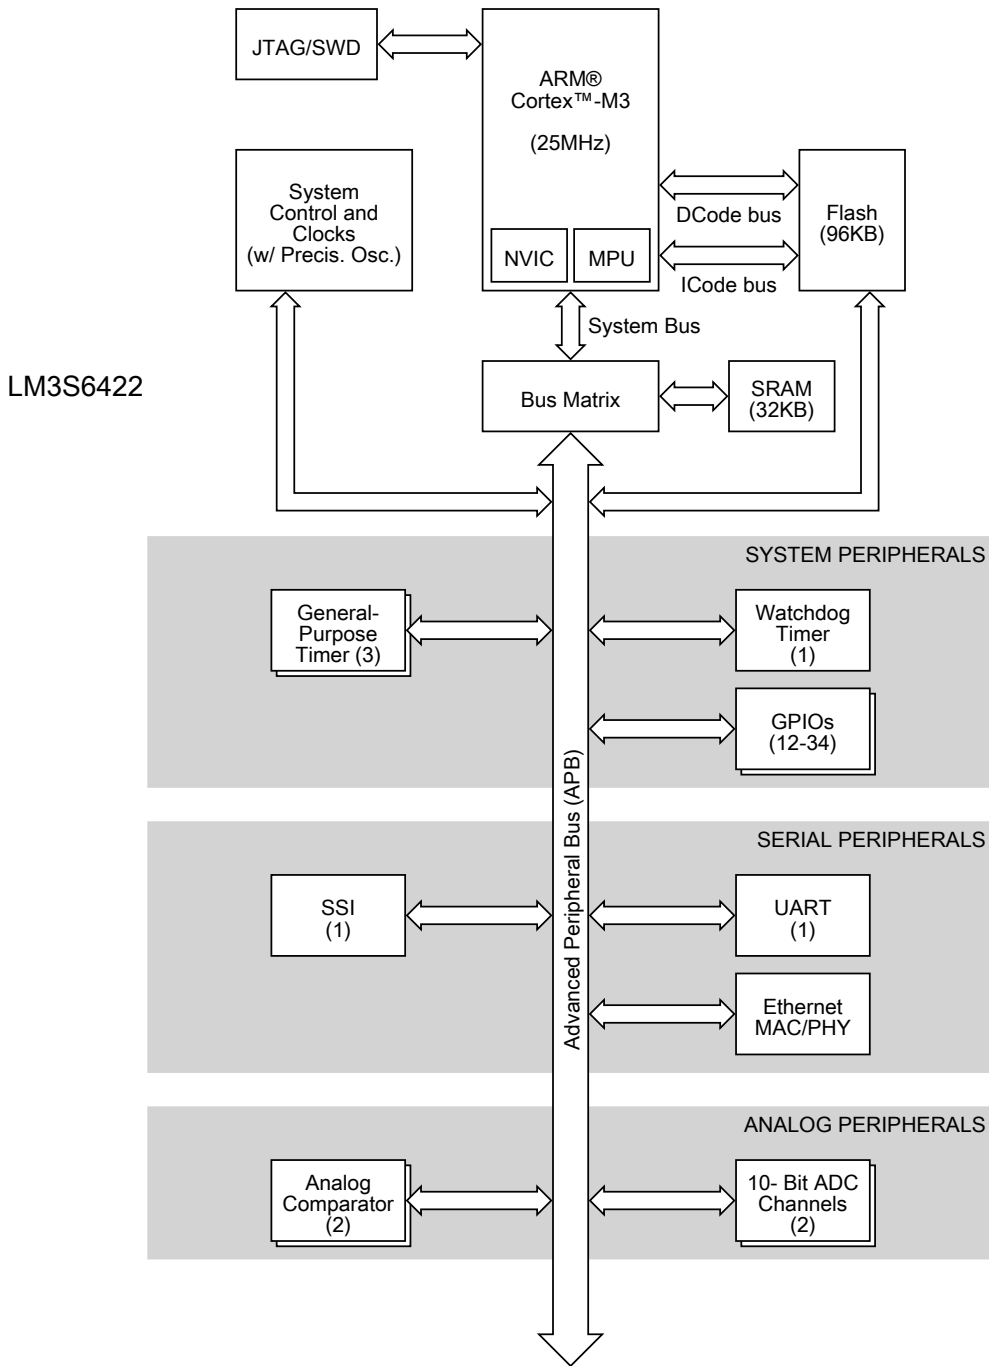 JTAG/SWD
ARM®
Cortex™-M3
(25MHz)
NVIC
MPU
System
Control and
Clocks
(w/ Precis. Osc.)
DCode bus
ICode bus
Flash
(96KB)
System Bus
LM3S6422
Bus Matrix
SRAM
(32KB)
Advanced Peripheral Bus (APB)
SYSTEM PERIPHERALS
General-
Purpose
Timer (3)
Watchdog
Timer
(1)
GPIOs
(12-34)
SERIAL PERIPHERALS
SSI
(1)
UART
(1)
Ethernet
MAC/PHY
ANALOG PERIPHERALS
Analog
Comparator
(2)
10- Bit ADC
Channels
(2)